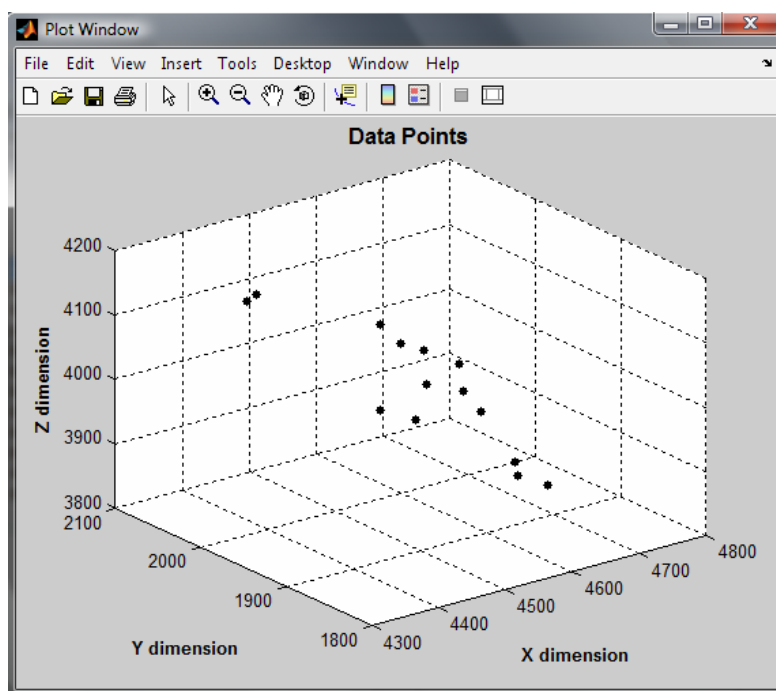 Plot Window
File Edit View Insert Tools Desktop Window Help
Data Points
4200
4100
4000
3900
3800
Z dimension
2100
2000
1900
1800
Y dimension
4300
4400
4500
4600
4700
4800
X dimension